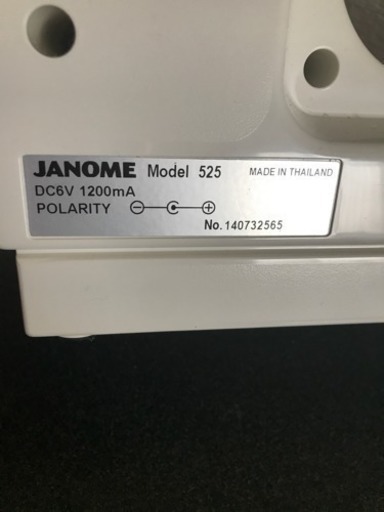 JANOME Model 525 MADE IN THAILAND
DC6V 1200mA
POLARITY
No. 140732565